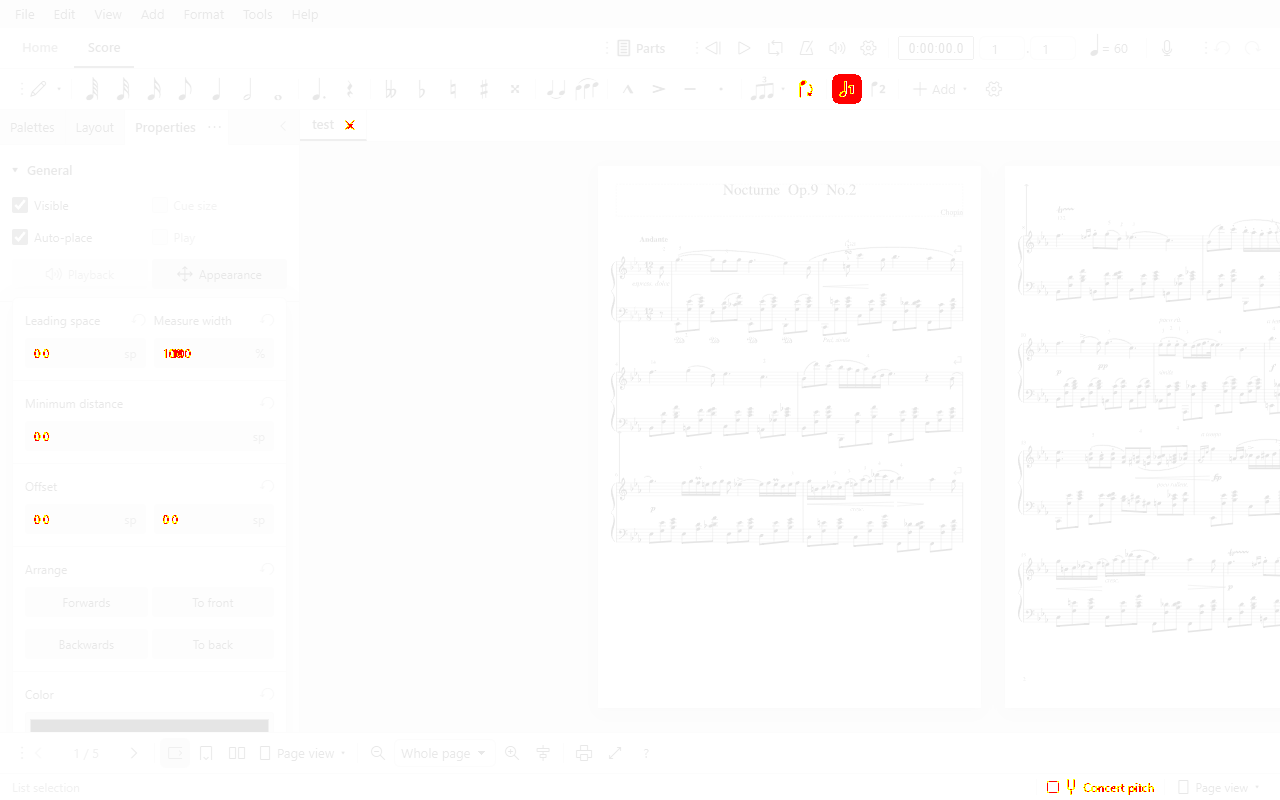 File Edit View Add Format Tools Help
Home Score Parts 0:00:00.0 1 . 1 = 60
Add
Palettes Layout Properties test
General
Visible Cue size
Auto-place Play
Playback Appearance
Leading space Measure width
sp %
Minimum distance
sp
Offset
sp sp
Arrange
Forwards To front
Backwards To back
Color
Nocturne Op.9 No.2
Chopin
Andante
1 / 5 Page view Whole page ?
List selection Concert pitch Page view